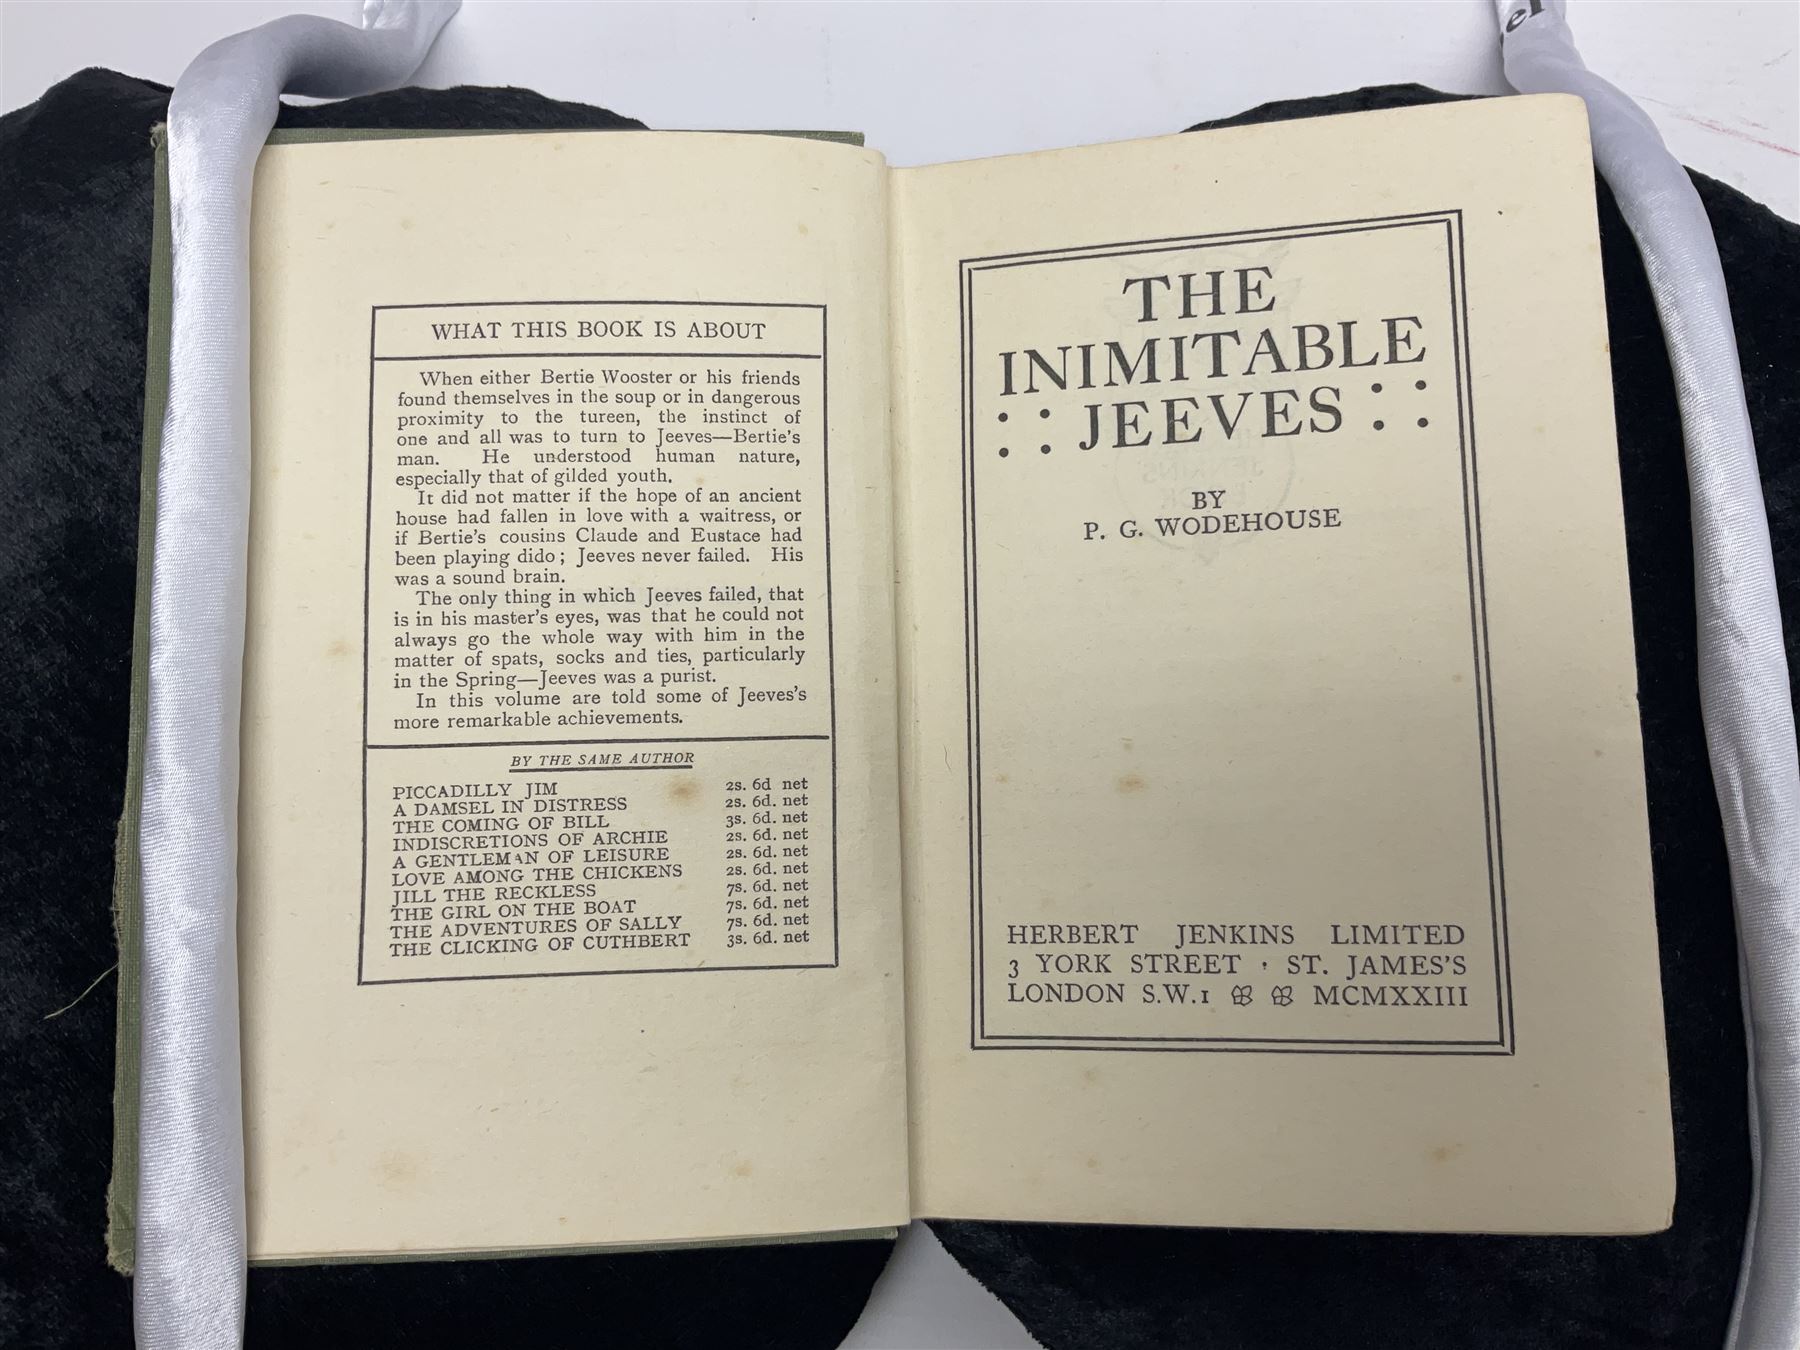 WHAT THIS BOOK IS ABOUT
When either Bertie Wooster or his friends
found themselves in the soup or in dangerous
proximity to the tureen, the instinct of
one and all was to turn to Jeeves—Bertie's
man. He understood human nature,
especially that of gilded youth.
It did not matter if the hope of an ancient
house had fallen in love with a waitress, or
if Bertie's cousins Claude and Eustace had
been playing dido; Jeeves never failed. His
was a sound brain.
The only thing in which Jeeves failed, that
is in his master's eyes, was that he could not
always go the whole way with him in the
matter of spats, socks and ties, particularly
in the Spring—Jeeves was a purist.
In this volume are told some of Jeeves's
more remarkable achievements.
BY THE SAME AUTHOR
PICCADILLY JIM 2s. 6d net
A DAMSEL IN DISTRESS 2s. 6d. net
THE COMING OF BILL 3s. 6d. net
INDISCRETIONS OF ARCHIE 2s. 6d. net
A GENTLEMAN OF LEISURE 2s. 6d. net
LOVE AMONG THE CHICKENS 2s. 6d. net
JILL THE RECKLESS 7s. 6d. net
THE GIRL ON THE BOAT 7s. 6d. net
THE ADVENTURES OF SALLY 7s. 6d. net
THE CLICKING OF CUTHBERT 3s. 6d. net
THE
INIMITABLE
: : JEEVES : :
BY
P. G. WODEHOUSE
HERBERT JENKINS LIMITED
3 YORK STREET · ST. JAMES'S
LONDON S.W.1 MCMXXIII